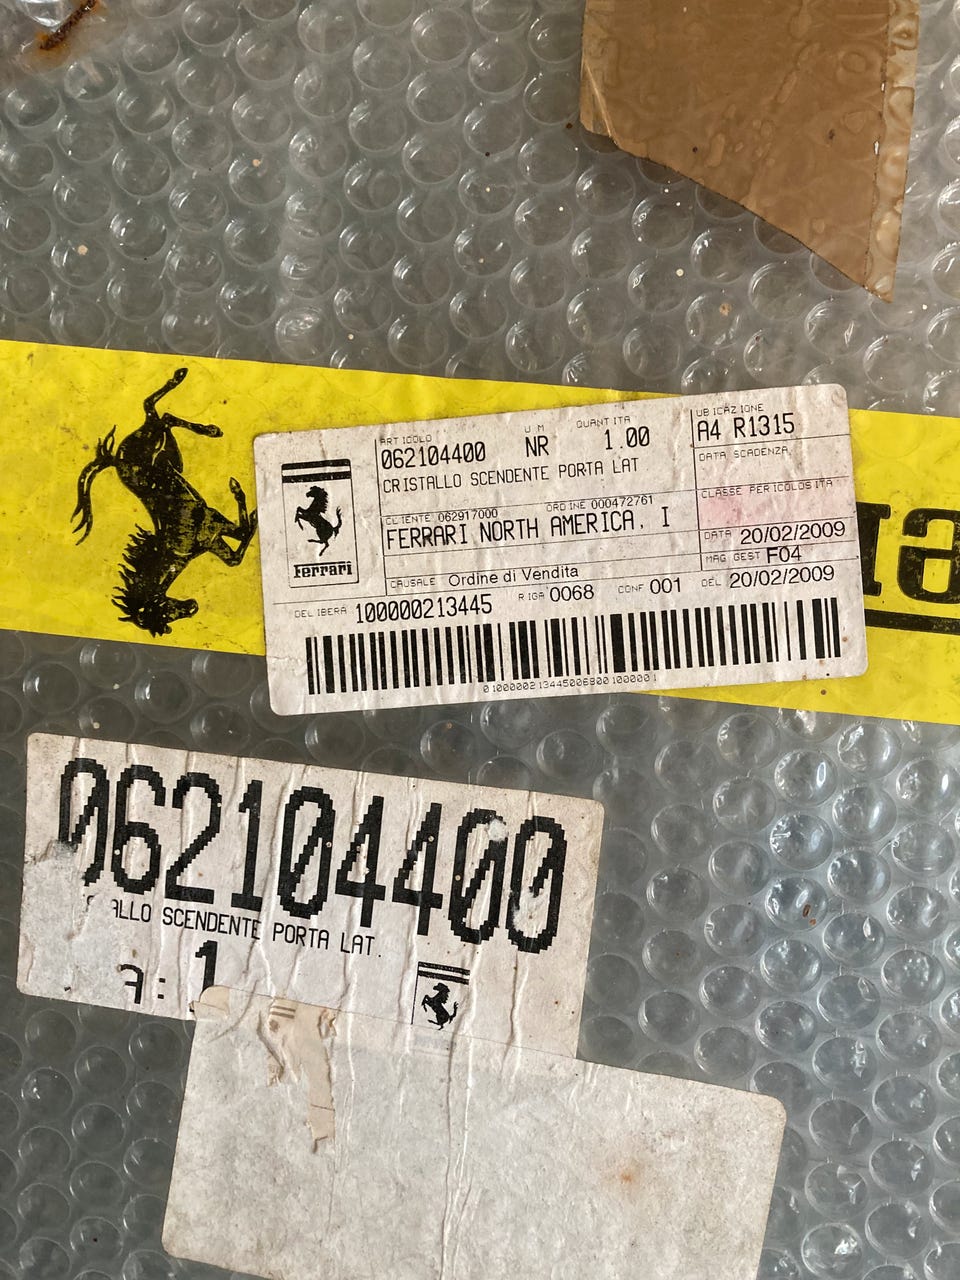 ARTICOLO U M QUANTITA UBICAZIONE
062104400 NR 1.00 A4 R1315
CRISTALLO SCENDENTE PORTA LAT DATA SCADENZA
CLIENTE 062917000 ORDINE 000472761 CLASSE PERICOLOSITA
FERRARI NORTH AMERICA, I DATA 20/02/2009
Ferrari
MAG GEST F04
CAUSALE Ordine di Vendita
DELIBERA 100000213445 RIGA 0068 CONF 001 DEL 20/02/2009
062104400
SCENDENTE PORTA LAT.
1